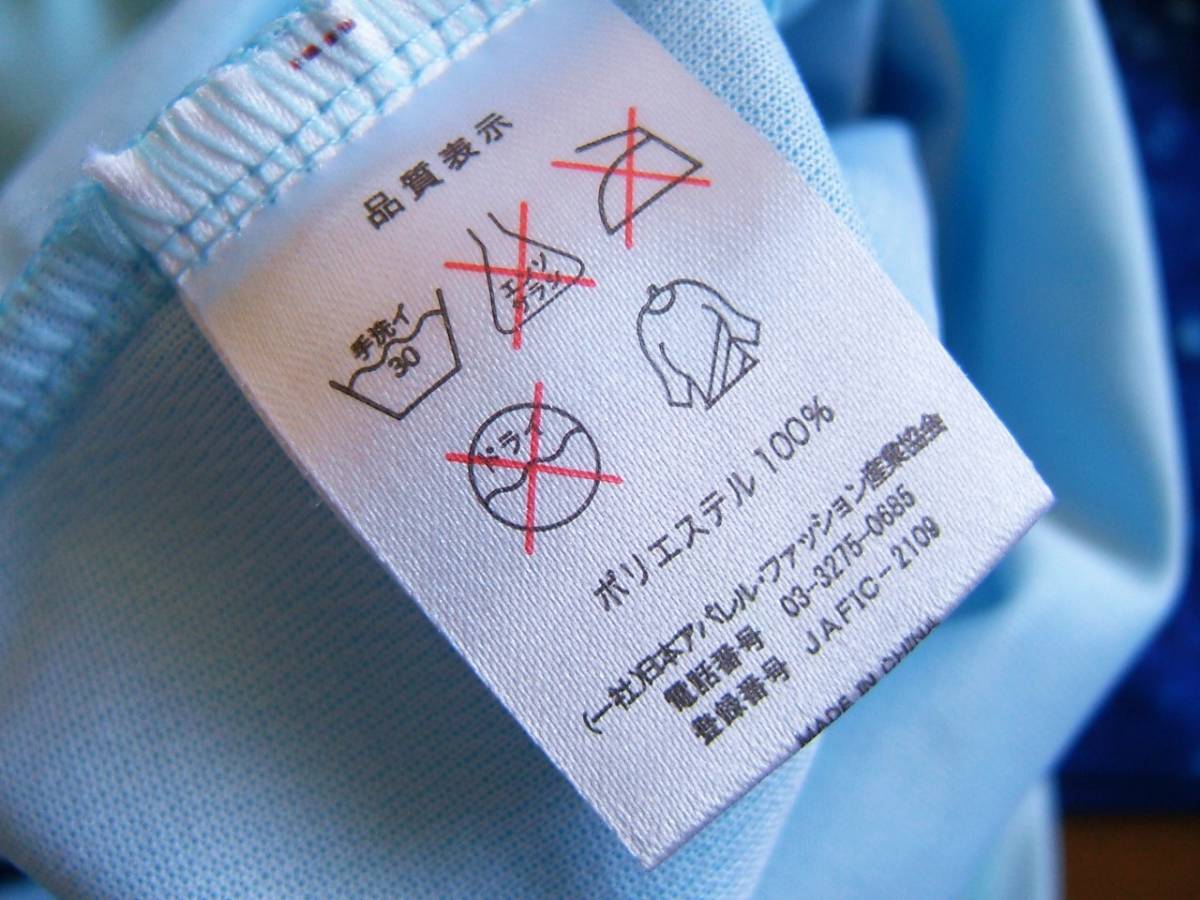 品質表示
手洗イ
30
エンソ
サラシ
ドライ
ポリエステル 100%
(一社)日本アパレル・ファッション産業協会
電話番号 03-3275-0685
登録番号 JAFIC-2109
MADE IN CHINA